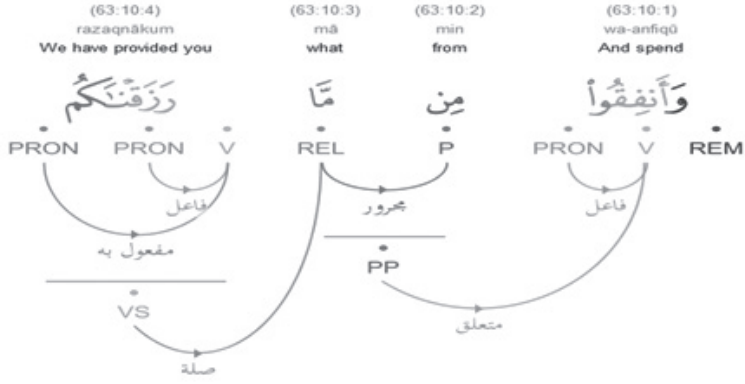 (63:10:4) (63:10:3) (63:10:2) (63:10:1)
razaqnākum mā min wa-anfiqū
We have provided you what from And spend
وَأَنفِقُوا۟ مِن مَّا رَزَقْنَـٰكُم
PRON PRON V REL P PRON V REM
فاعل مجرور فاعل
مفعول به
PP
VS
متعلق
صلة